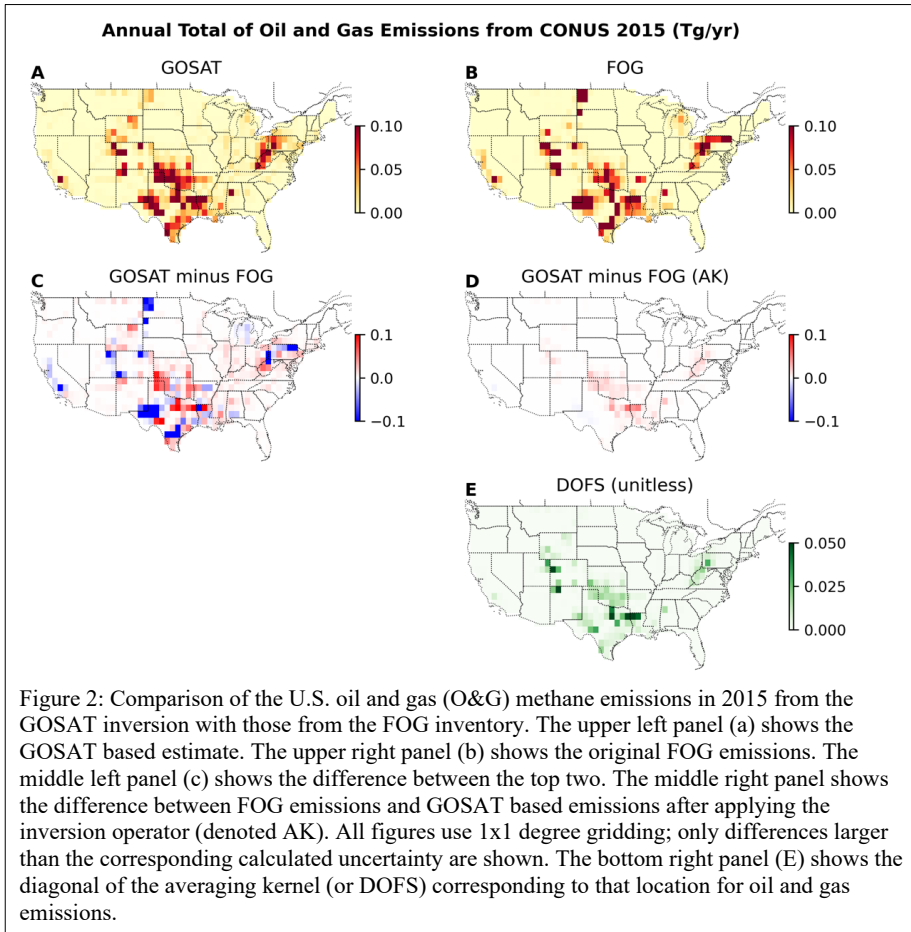 Annual Total of Oil and Gas Emissions from CONUS 2015 (Tg/yr)
A
GOSAT
0.10
0.05
0.00
B
FOG
0.10
0.05
0.00
C
GOSAT minus FOG
0.1
0.0
−0.1
D
GOSAT minus FOG (AK)
0.1
0.0
−0.1
E
DOFS (unitless)
0.050
0.025
0.000
Figure 2: Comparison of the U.S. oil and gas (O&G) methane emissions in 2015 from the
GOSAT inversion with those from the FOG inventory. The upper left panel (a) shows the
GOSAT based estimate. The upper right panel (b) shows the original FOG emissions. The
middle left panel (c) shows the difference between the top two. The middle right panel shows
the difference between FOG emissions and GOSAT based emissions after applying the
inversion operator (denoted AK). All figures use 1x1 degree gridding; only differences larger
than the corresponding calculated uncertainty are shown. The bottom right panel (E) shows the
diagonal of the averaging kernel (or DOFS) corresponding to that location for oil and gas
emissions.